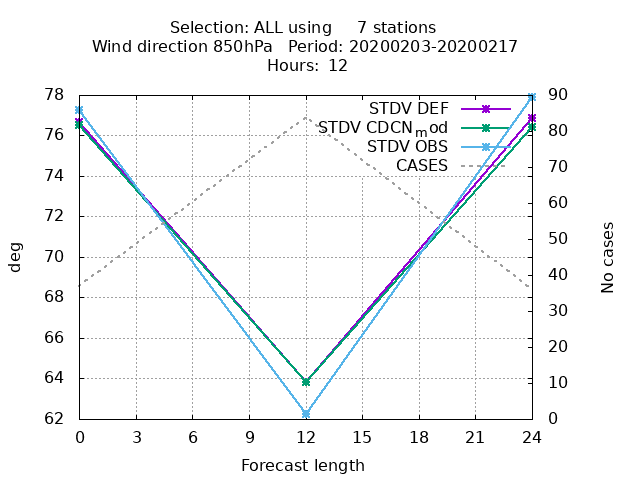 Selection: ALL using     7 stations
Wind direction 850hPa   Period: 20200203-20200217
Hours: 12
78
76
74
72
70
68
66
64
62
deg
STDV DEF
STDV CDCN_mod
STDV OBS
CASES
90
80
70
60
50
40
30
20
10
0
No cases
0 3 6 9 12 15 18 21 24
Forecast length